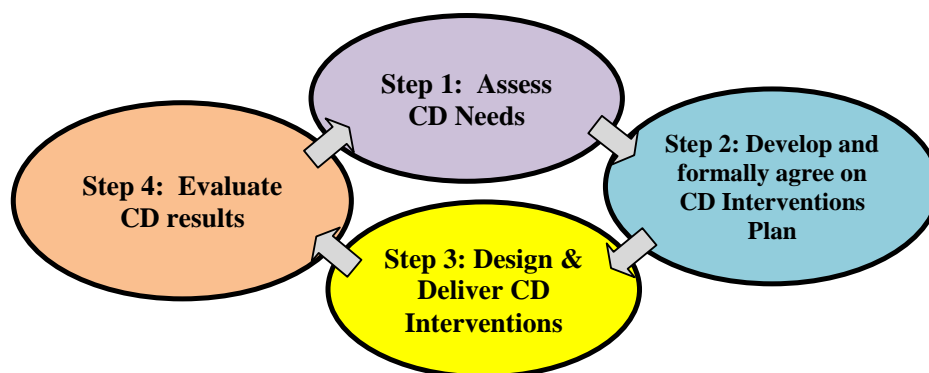 Step 1: Assess
CD Needs
Step 2: Develop and
formally agree on
CD Interventions
Plan
Step 3: Design &
Deliver CD
Interventions
Step 4: Evaluate
CD results